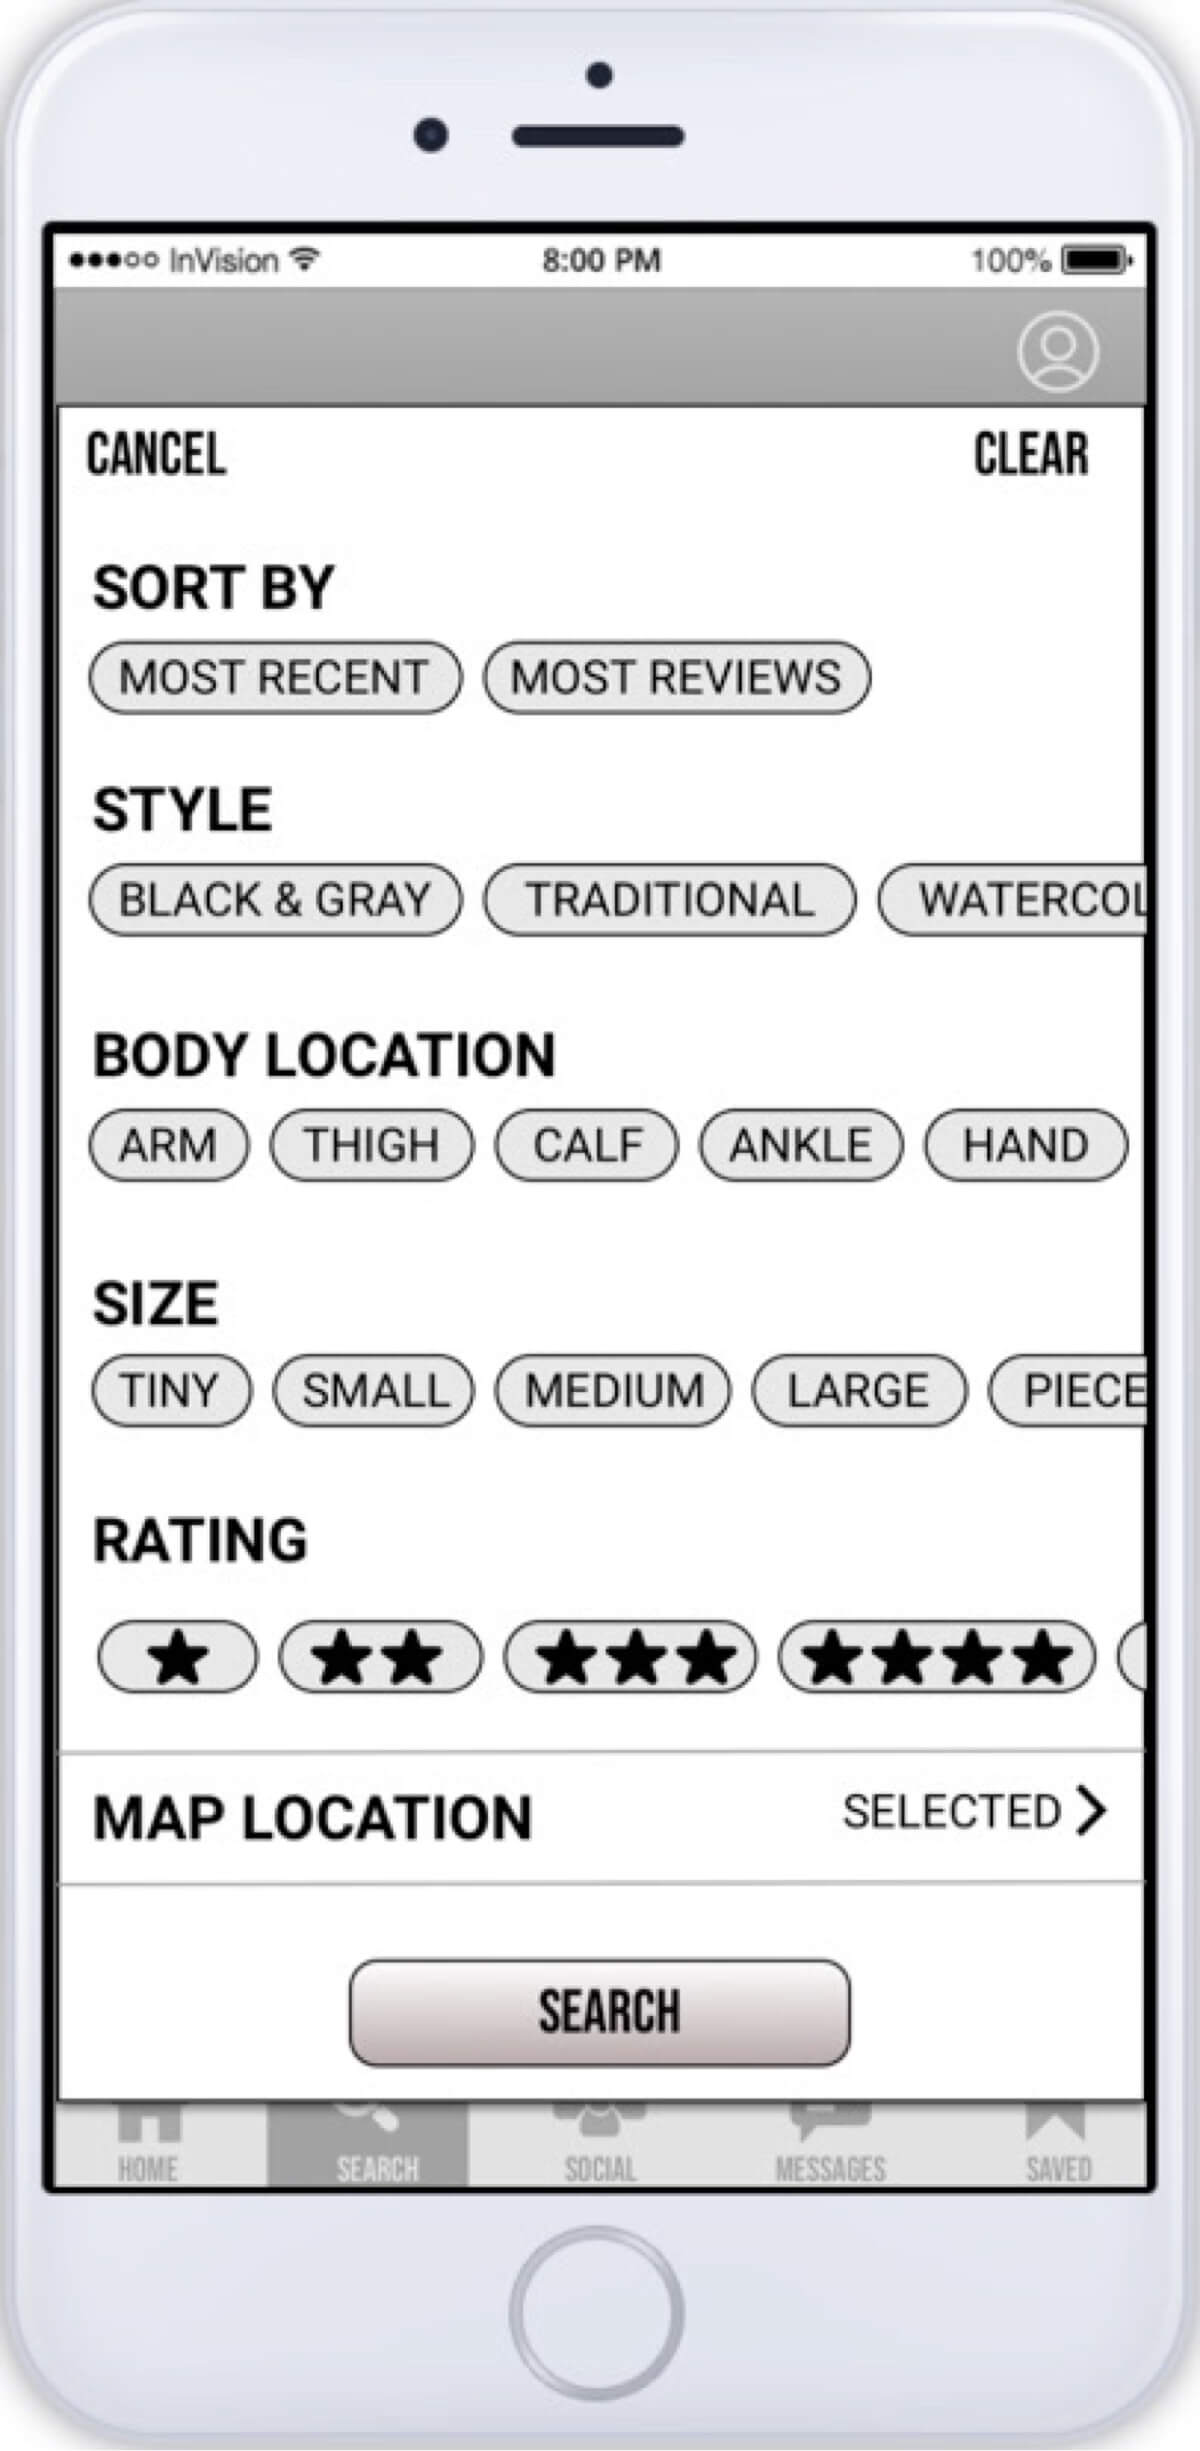 InVision 8:00 PM 100%
CANCEL CLEAR
SORT BY
MOST RECENT MOST REVIEWS
STYLE
BLACK & GRAY TRADITIONAL WATERCOL
BODY LOCATION
ARM THIGH CALF ANKLE HAND
SIZE
TINY SMALL MEDIUM LARGE PIECE
RATING
MAP LOCATION SELECTED
SEARCH
HOME SEARCH SOCIAL MESSAGES SAVED